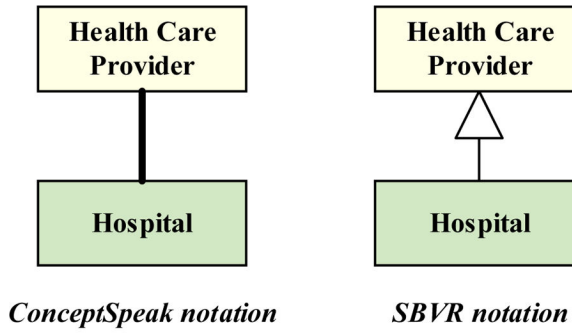 Health Care
Provider
Hospital
ConceptSpeak notation
Health Care
Provider
Hospital
SBVR notation